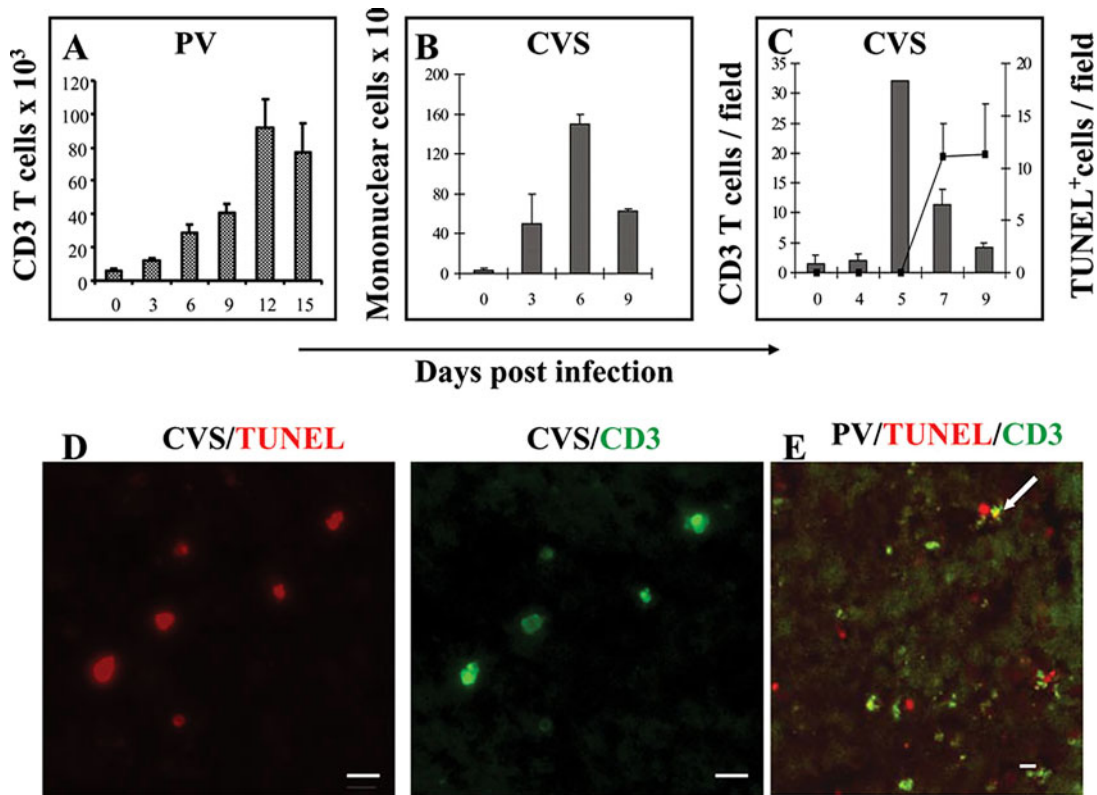 A PV
CD3 T cells x 10³
120
100
80
60
40
20
0
0 3 6 9 12 15
B CVS
Mononuclear cells x 10
200
160
120
80
40
0
0 3 6 9
C CVS
CD3 T cells / field
35
30
25
20
15
10
5
0
0 4 5 7 9
20
15
10
5
0
TUNEL⁺cells / field
Days post infection
D CVS/TUNEL
CVS/CD3
E PV/TUNEL/CD3